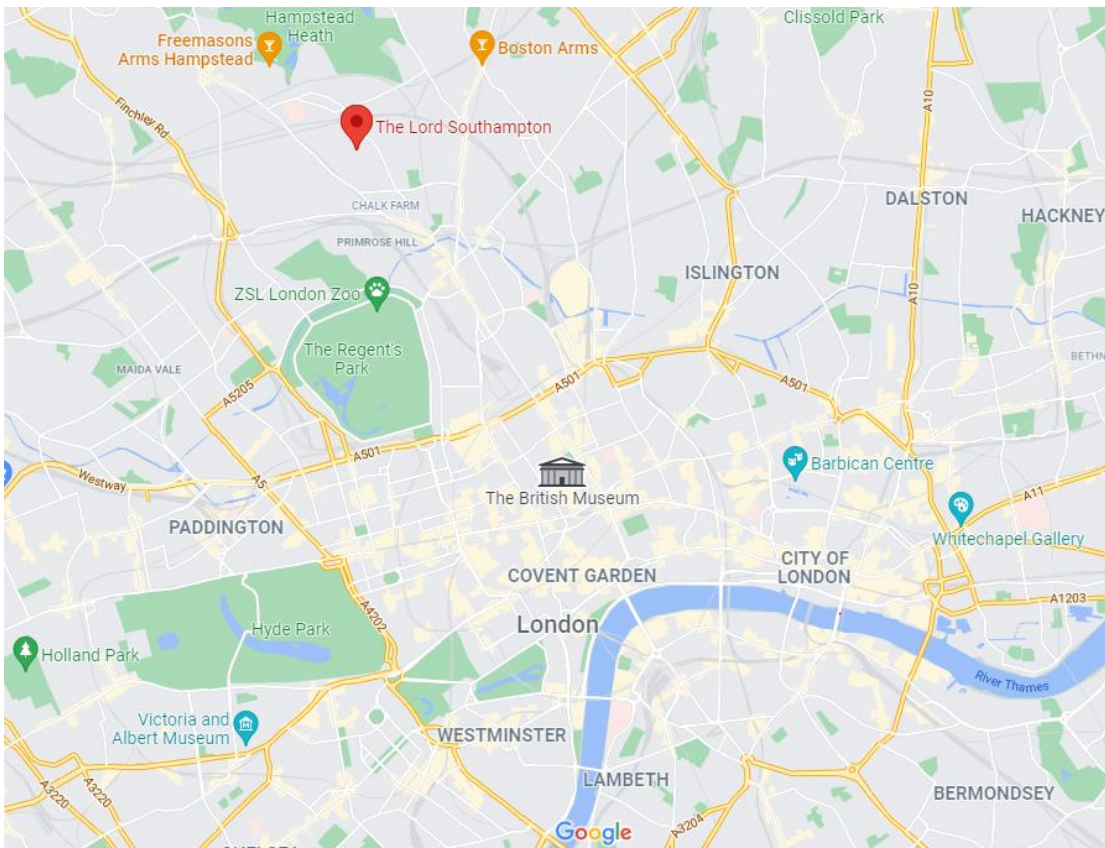 Hampstead
Heath
Clissold Park
Freemasons
Arms Hampstead
Boston Arms
Finchley Rd
A10
The Lord Southampton
CHALK FARM
DALSTON
HACKNEY
PRIMROSE HILL
ISLINGTON
ZSL London Zoo
A10
The Regent's
Park
MAIDA VALE
BETHN
A5205
A501
A501
A501
Barbican Centre
Westway
A5
The British Museum
A11
PADDINGTON
Whitechapel Gallery
CITY OF
LONDON
COVENT GARDEN
A4202
A1203
London
Hyde Park
Holland Park
River Thames
Victoria and
Albert Museum
WESTMINSTER
LAMBETH
A3220
A3220
BERMONDSEY
Google
A3204